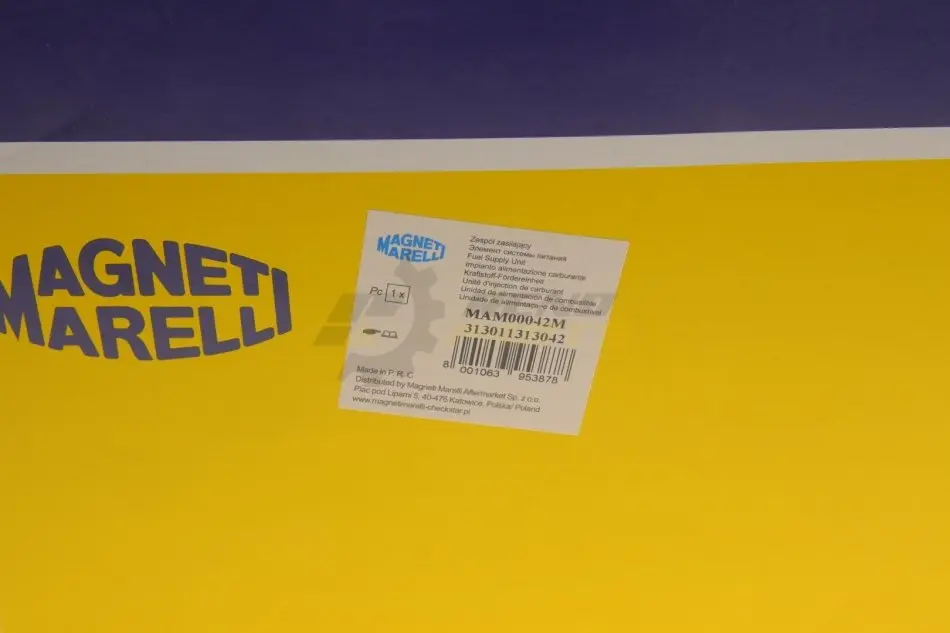 MAGNETI
MARELLI
MAGNETI
MARELLI
Zespół zasilający
Элемент системы питания
Fuel Supply Unit
Impianto alimentazione carburante
Kraftstoff-Fördereinheit
Unité d'injection de carburant
Unidad de alimentación de combustible
Unidade de alimentação de combustível
Pc 1 x
MAM00042M
313011313042
8 001063 953878
Made in P. R. C.
Distributed by Magneti Marelli Aftermarket Sp. z o.o.
Plac pod Lipami 5, 40-476 Katowice, Polska/ Poland
www.magnetimarelli-checkstar.pl